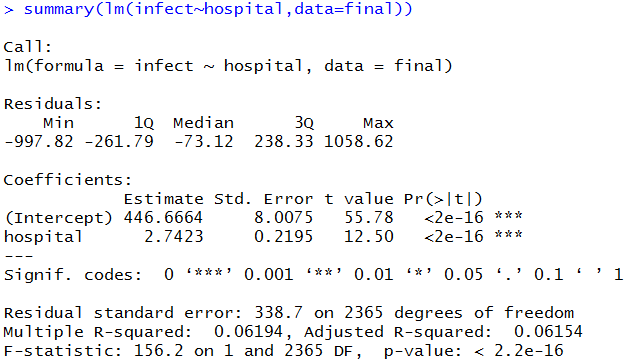 > summary(lm(infect~hospital,data=final))
Call:
lm(formula = infect ~ hospital, data = final)
Residuals:
    Min      1Q  Median      3Q     Max
-997.82 -261.79  -73.12  238.33 1058.62
Coefficients:
            Estimate Std. Error t value Pr(>|t|)
(Intercept) 446.6664     8.0075   55.78   <2e-16 ***
hospital      2.7423     0.2195   12.50   <2e-16 ***
---
Signif. codes:  0 ‘***’ 0.001 ‘**’ 0.01 ‘*’ 0.05 ‘.’ 0.1 ‘ ’ 1
Residual standard error: 338.7 on 2365 degrees of freedom
Multiple R-squared:  0.06194, Adjusted R-squared:  0.06154
F-statistic: 156.2 on 1 and 2365 DF,  p-value: < 2.2e-16